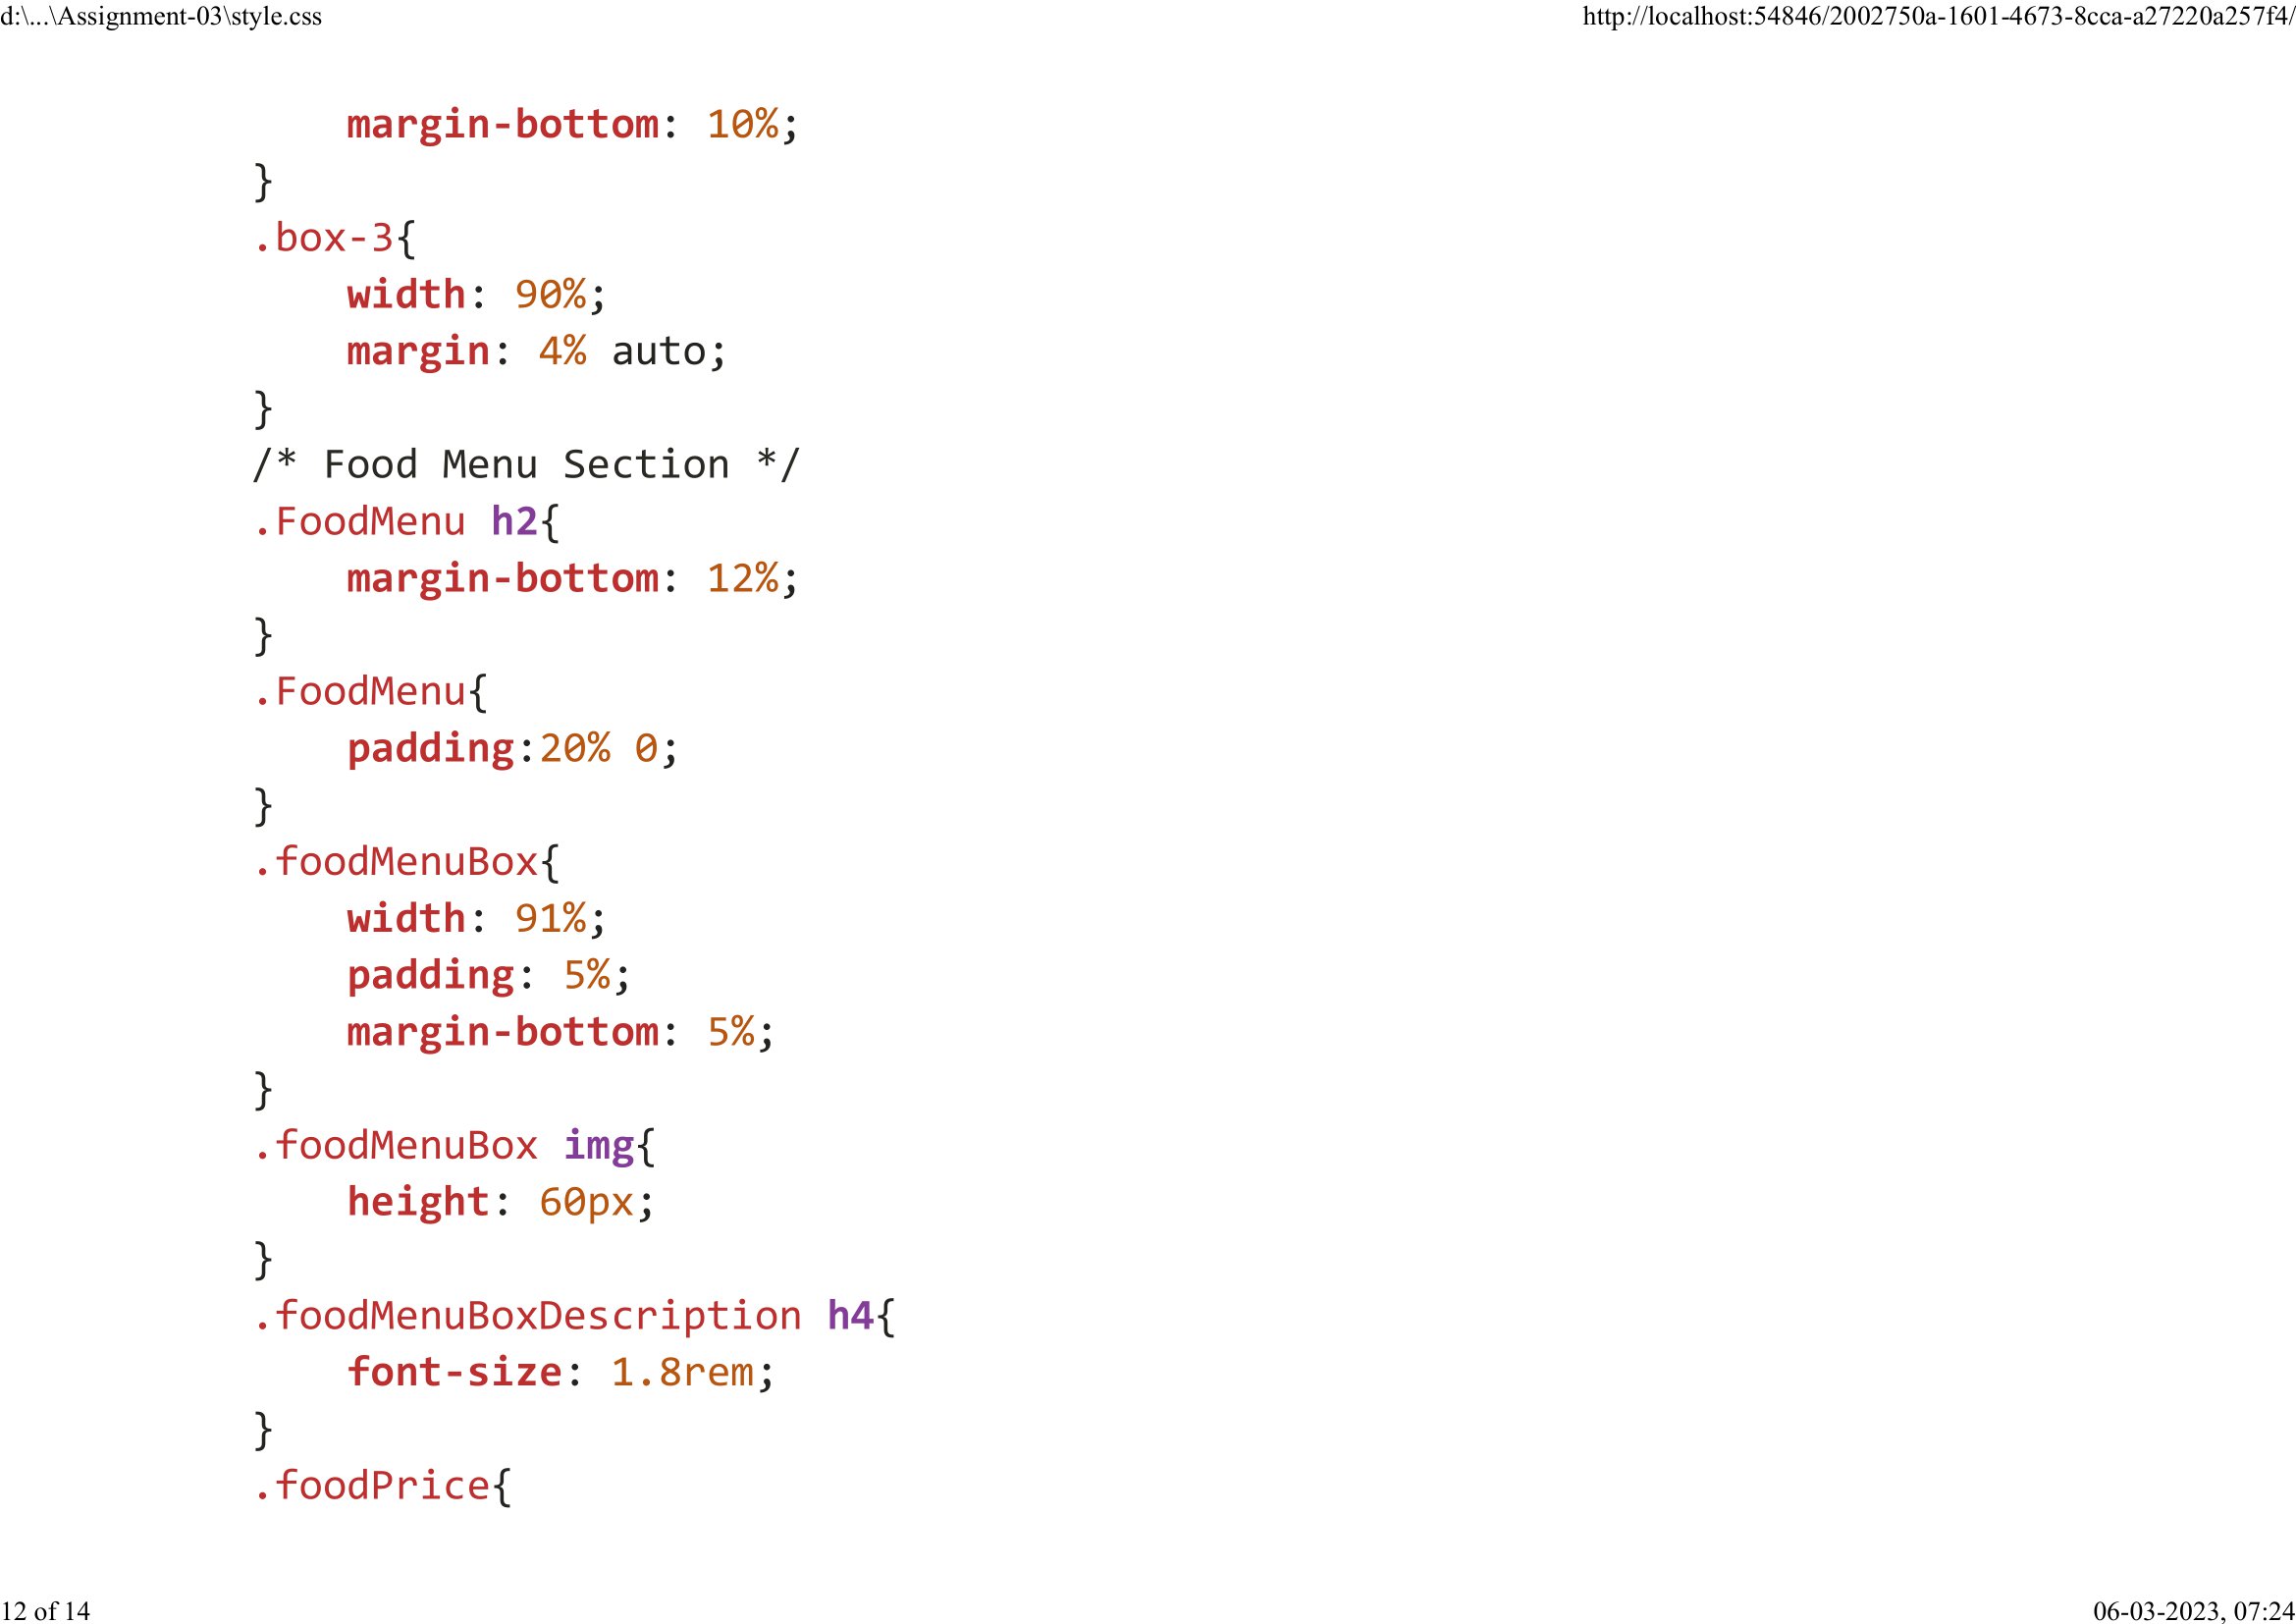 d:\...\Assignment-03\style.css
http://localhost:54846/2002750a-1601-4673-8cca-a27220a257f4/
    margin-bottom: 10%;
}
.box-3{
    width: 90%;
    margin: 4% auto;
}
/* Food Menu Section */
.FoodMenu h2{
    margin-bottom: 12%;
}
.FoodMenu{
    padding:20% 0;
}
.foodMenuBox{
    width: 91%;
    padding: 5%;
    margin-bottom: 5%;
}
.foodMenuBox img{
    height: 60px;
}
.foodMenuBoxDescription h4{
    font-size: 1.8rem;
}
.foodPrice{
12 of 14
06-03-2023, 07:24